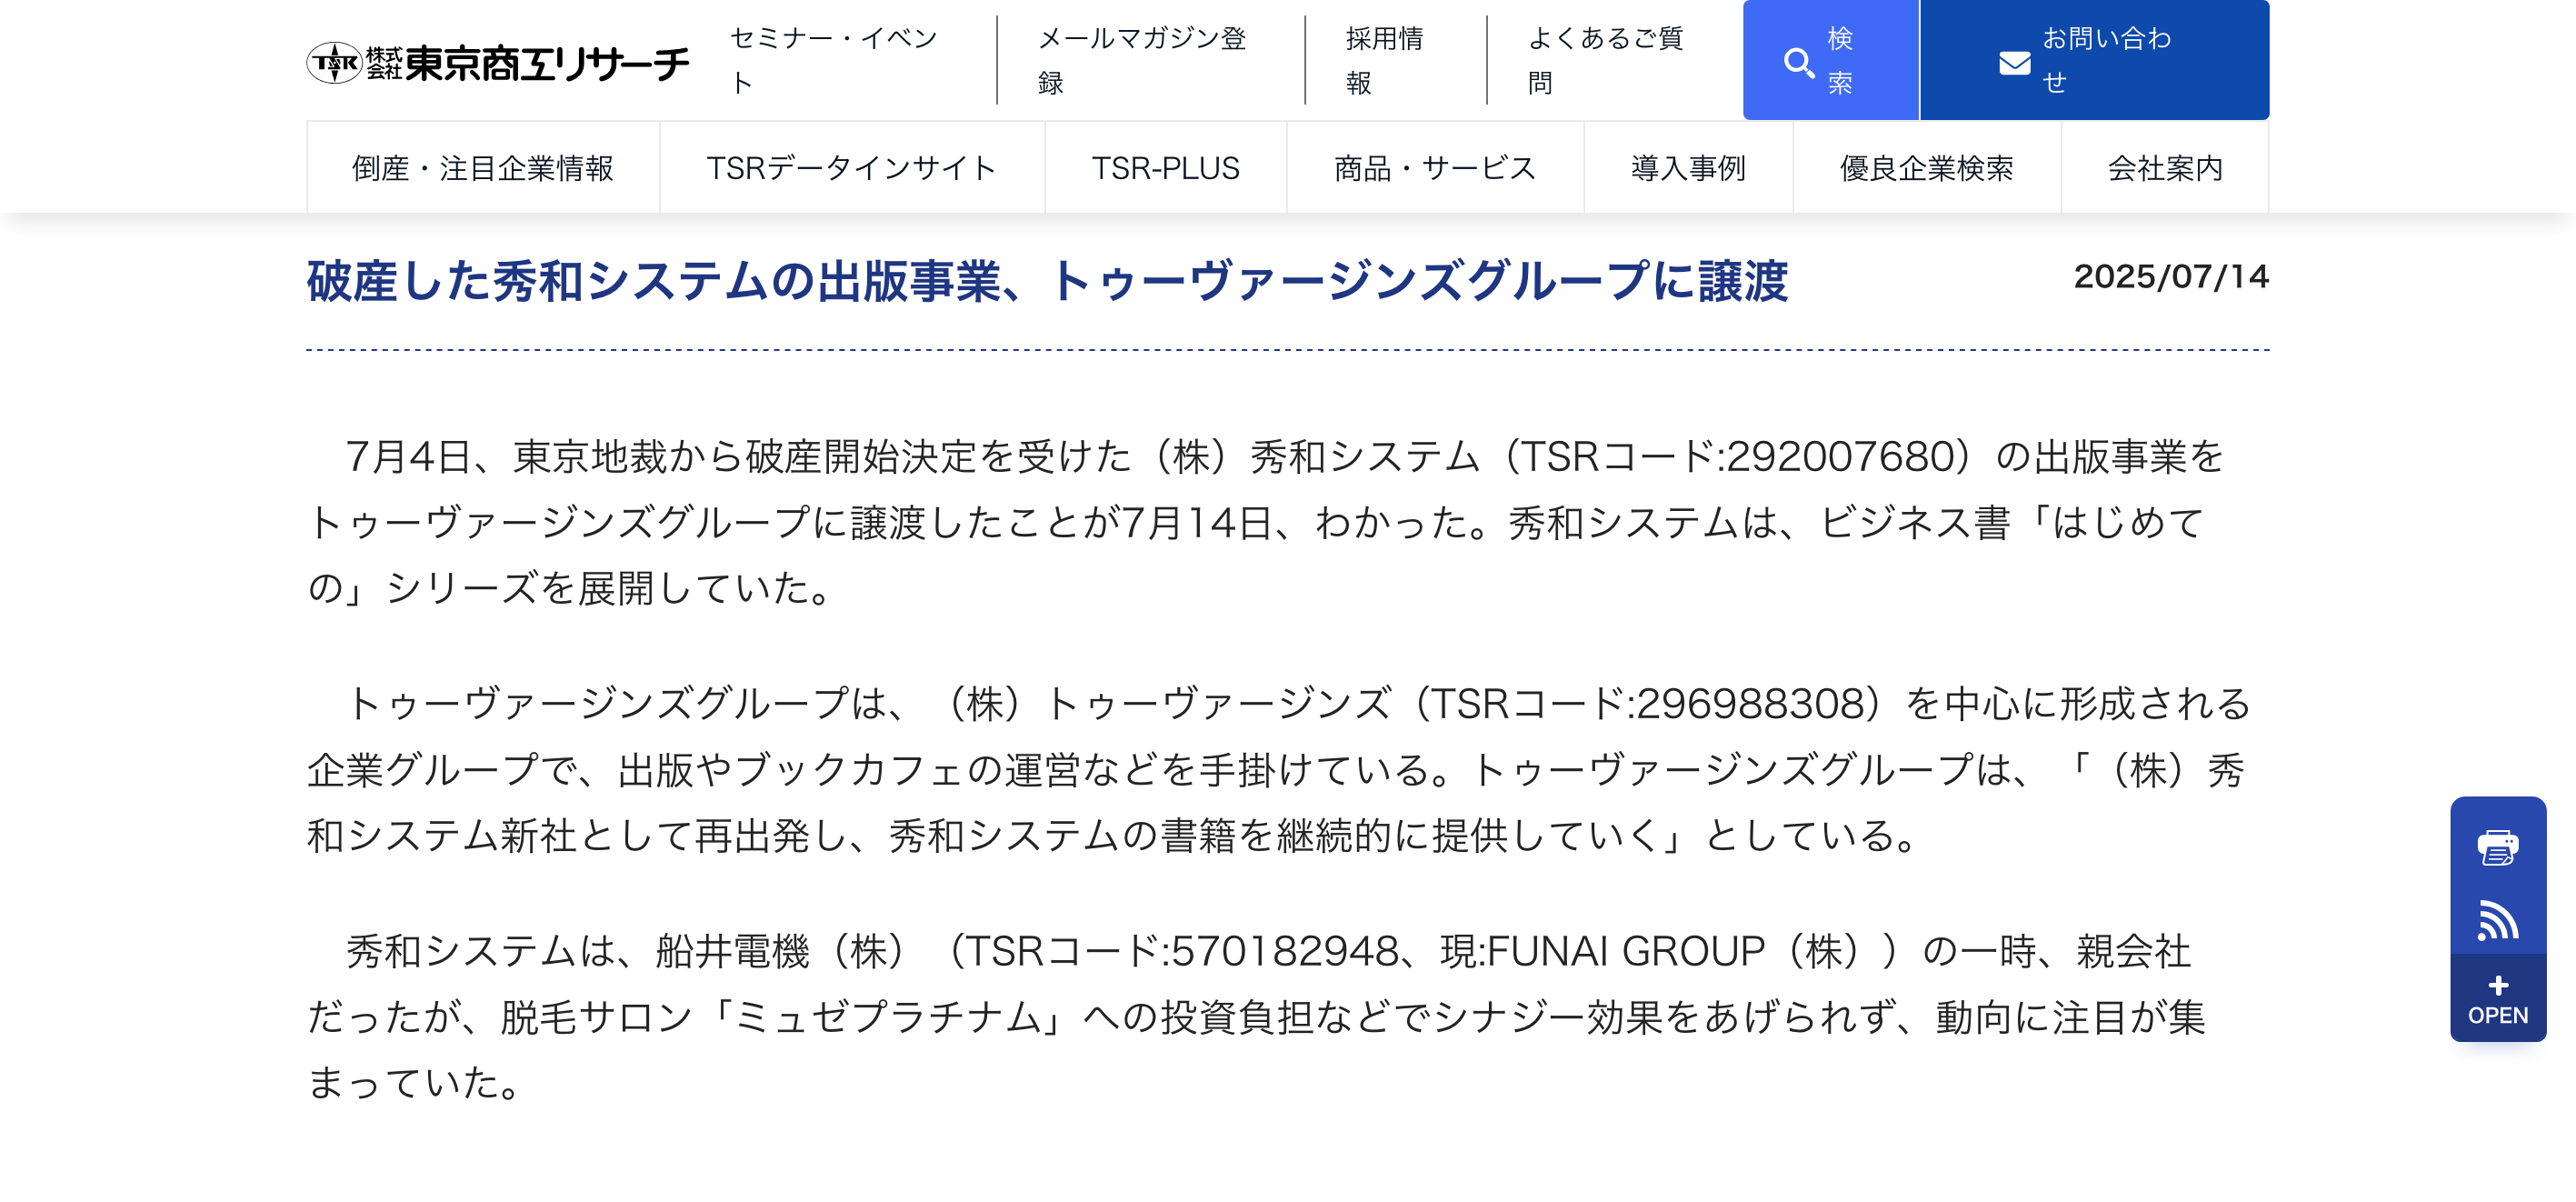 TSR 株式会社 東京商工リサーチ
セミナー・イベン
ト
メールマガジン登
録
採用情
報
よくあるご質
問
検
索
お問い合わ
せ
倒産・注目企業情報
TSRデータインサイト
TSR-PLUS
商品・サービス
導入事例
優良企業検索
会社案内
破産した秀和システムの出版事業、トゥーヴァージンズグループに譲渡
2025/07/14
7月4日、東京地裁から破産開始決定を受けた（株）秀和システム（TSRコード:292007680）の出版事業を
トゥーヴァージンズグループに譲渡したことが7月14日、わかった。秀和システムは、ビジネス書「はじめて
の」シリーズを展開していた。
トゥーヴァージンズグループは、（株）トゥーヴァージンズ（TSRコード:296988308）を中心に形成される
企業グループで、出版やブックカフェの運営などを手掛けている。トゥーヴァージンズグループは、「（株）秀
和システム新社として再出発し、秀和システムの書籍を継続的に提供していく」としている。
秀和システムは、船井電機（株）（TSRコード:570182948、現:FUNAI GROUP（株））の一時、親会社
だったが、脱毛サロン「ミュゼプラチナム」への投資負担などでシナジー効果をあげられず、動向に注目が集
まっていた。
OPEN